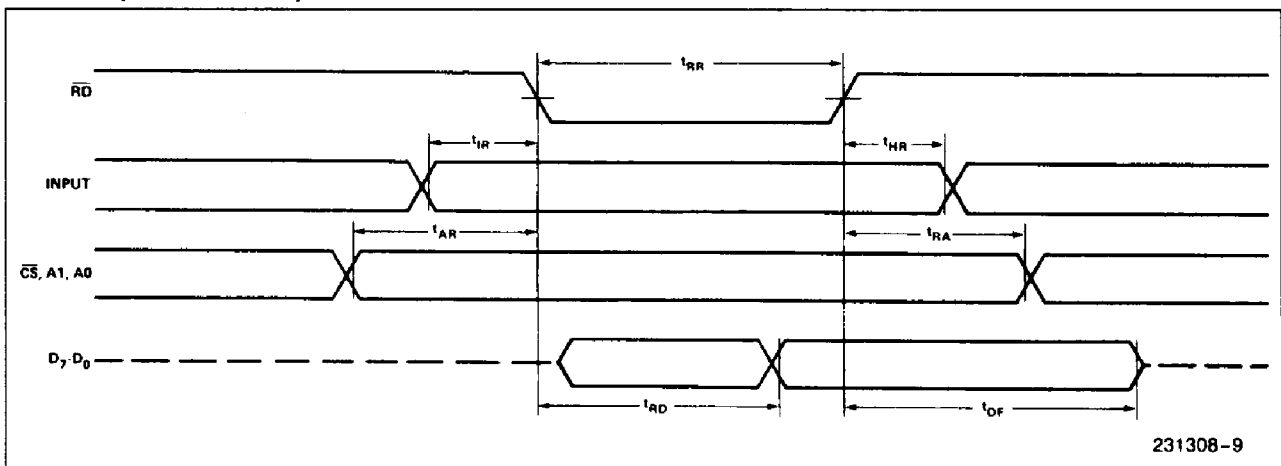 tRR
RD
tIR
tHR
INPUT
tAR
tRA
CS, A1, A0
D7-D0
tRD
tDF
231308-9